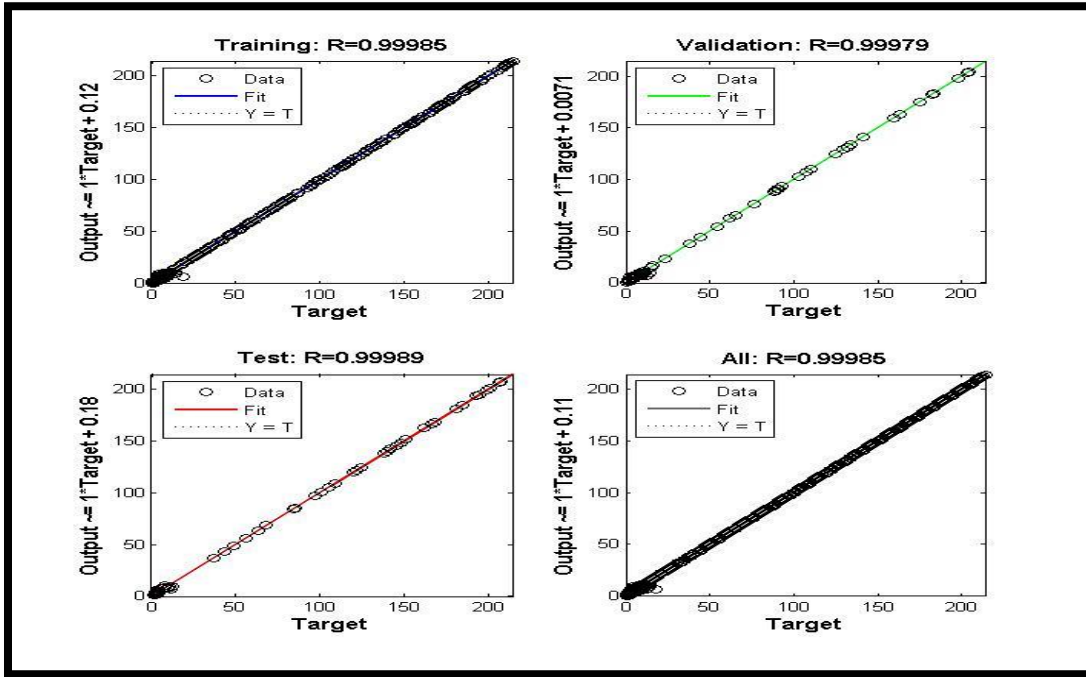 Training: R=0.99985
Output ~= 1*Target + 0.12
Data
Fit
Y = T
200
150
100
50
0
0 50 100 150 200
Target
Validation: R=0.99979
Output ~= 1*Target + 0.0071
Data
Fit
Y = T
200
150
100
50
0
0 50 100 150 200
Target
Test: R=0.99989
Output ~= 1*Target + 0.18
Data
Fit
Y = T
200
150
100
50
0
0 50 100 150 200
Target
All: R=0.99985
Output ~= 1*Target + 0.11
Data
Fit
Y = T
200
150
100
50
0
0 50 100 150 200
Target